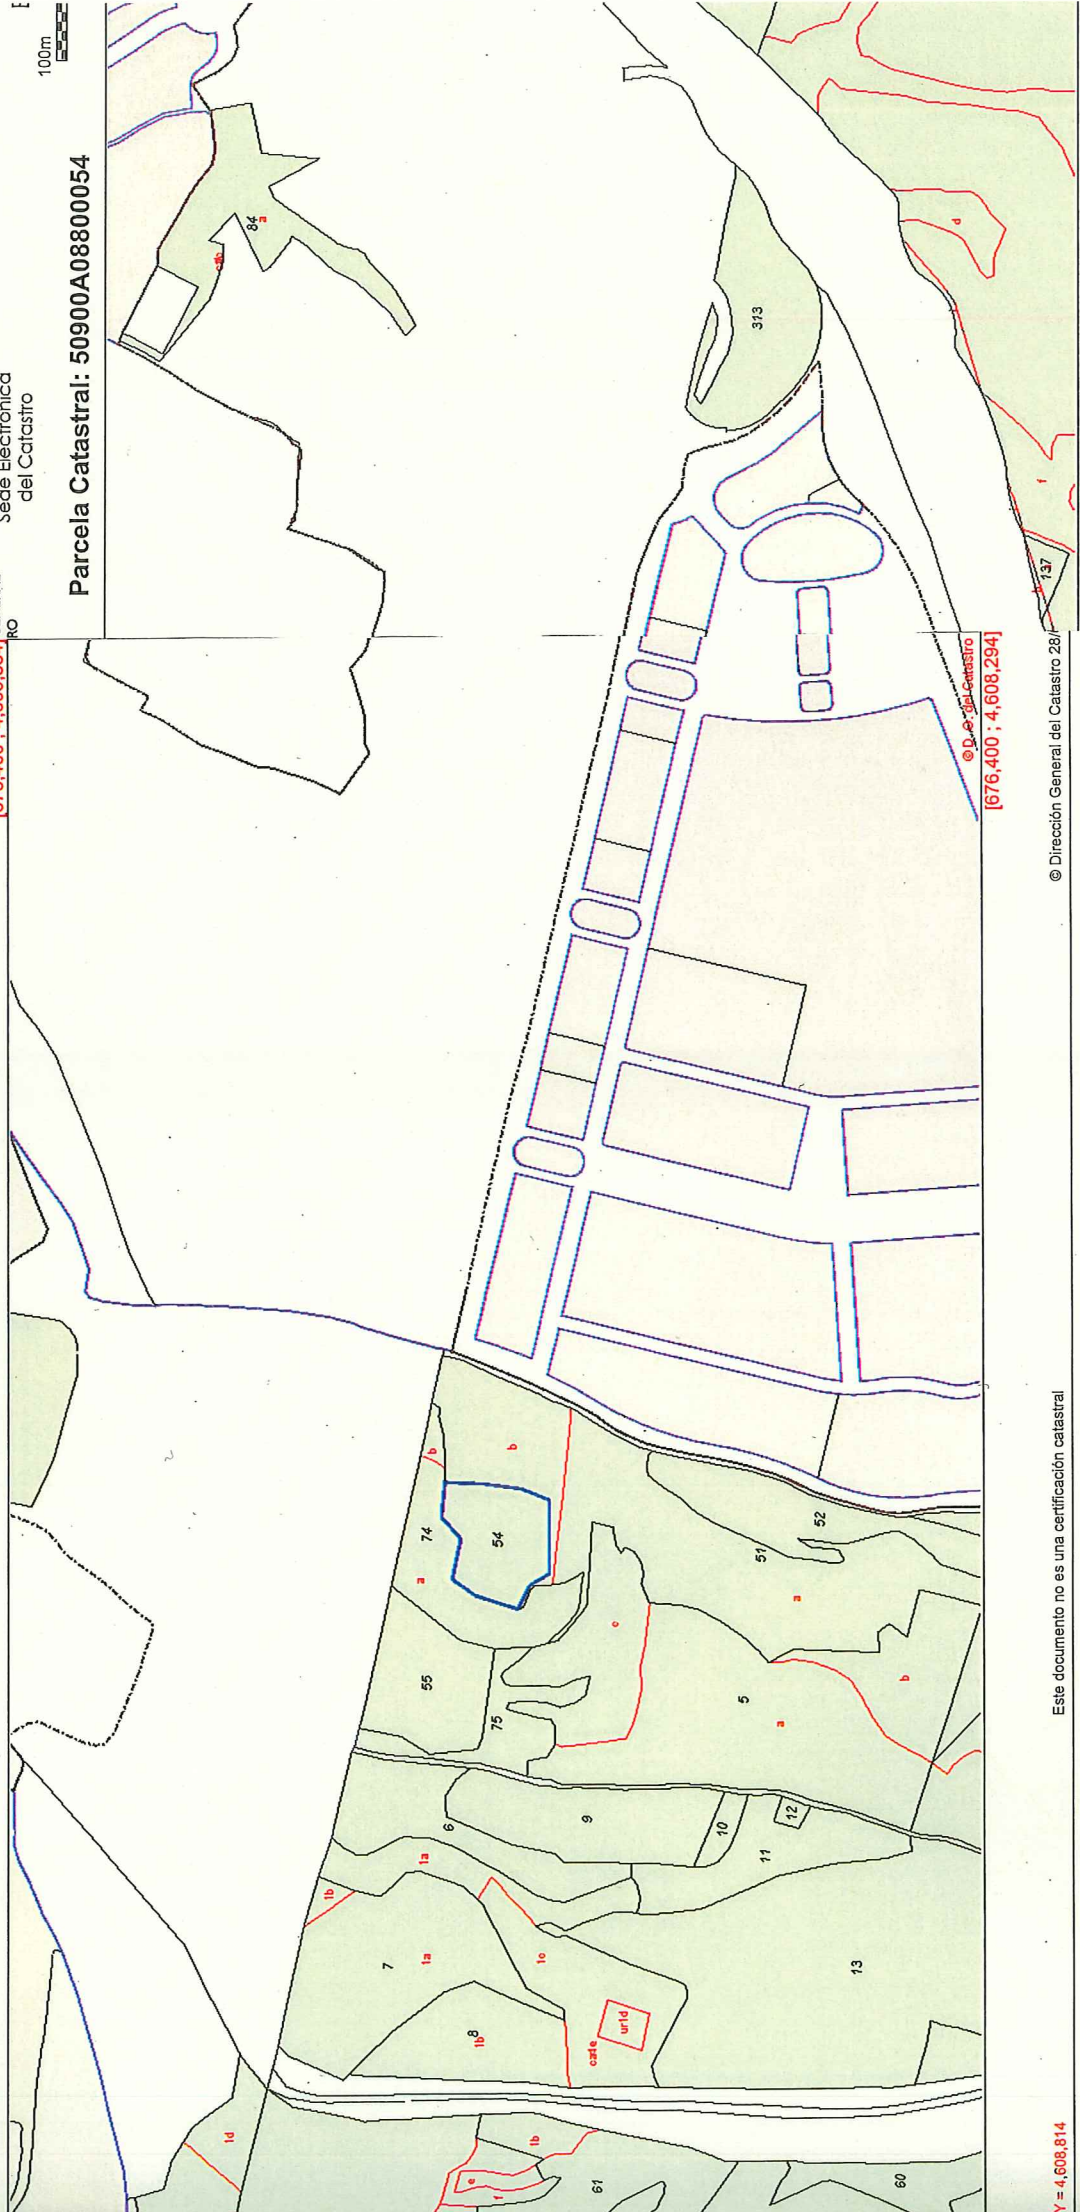 100m
Sede Electrónica
del Catastro
Parcela Catastral: 50900A08800054
RO
84
a
313
d
f
137
© D. G. del Catastro
[676,400 ; 4,608,294]
© Dirección General del Catastro 28/
b
b
74
a
54
52
51
a
c
b
55
75
5
a
6
9
10
12
11
1a
1b
7
1a
1c
13
8
1b
ur1d
1d
1b
e
f
61
60
Este documento no es una certificación catastral
Y = 4,608,814